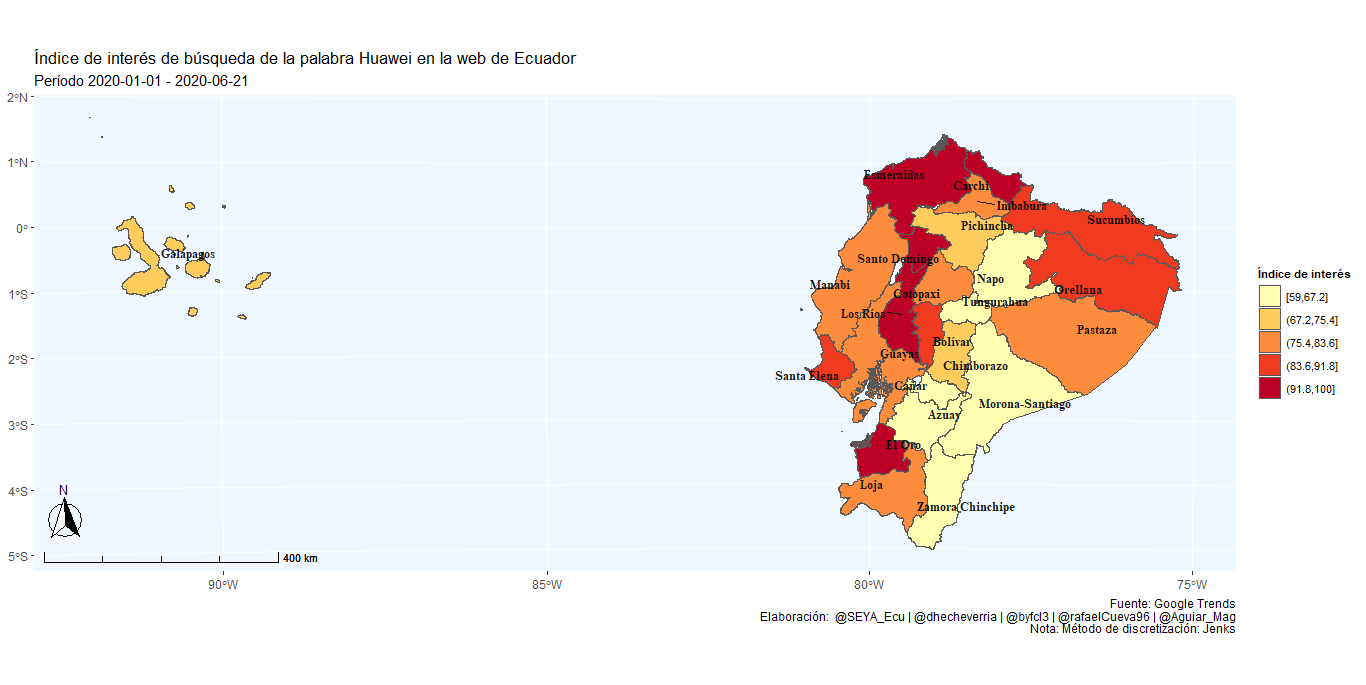 Índice de interés de búsqueda de la palabra Huawei en la web de Ecuador
Período 2020-01-01 - 2020-06-21
2°N
1°N
0°
1°S
2°S
3°S
4°S
5°S
90°W
85°W
80°W
75°W
Galápagos
Esmeraldas
Carchi
Imbabura
Sucumbíos
Pichincha
Santo Domingo
Napo
Manabí
Cotopaxi
Tungurahua
Orellana
Los Ríos
Pastaza
Bolívar
Guayas
Chimborazo
Santa Elena
Cañar
Morona-Santiago
Azuay
El Oro
Loja
Zamora Chinchipe
N
400 km
Índice de interés
[59,67.2]
(67.2,75.4]
(75.4,83.6]
(83.6,91.8]
(91.8,100]
Fuente: Google Trends
Elaboración: @SEYA_Ecu | @dhecheverria | @byfcl3 | @rafaelCueva96 | @Aguiar_Mag
Nota: Método de discretización: Jenks